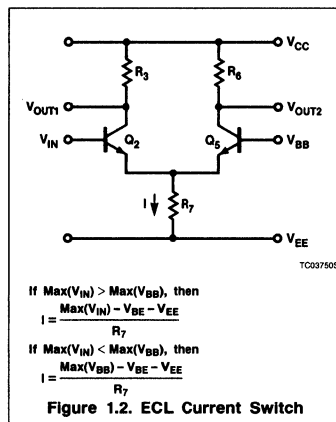 VCC
R3
R6
VOUT1
VOUT2
VIN
Q2
Q5
VBB
I
R7
VEE
TC03750S
If Max(VIN) > Max(VBB), then
I = Max(VIN) – VBE – VEE
R7
If Max(VIN) < Max(VBB), then
I = Max(VBB) – VBE – VEE
R7
Figure 1.2. ECL Current Switch